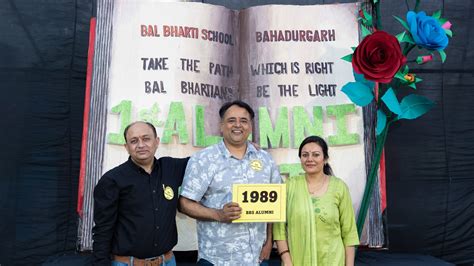 BAL BHARTI SCHOOL BAHADURGARH
TAKE THE PATH WHICH IS RIGHT
BAL BHARTIANS BE THE LIGHT
1st ALUMNI
1989
BBS ALUMNI